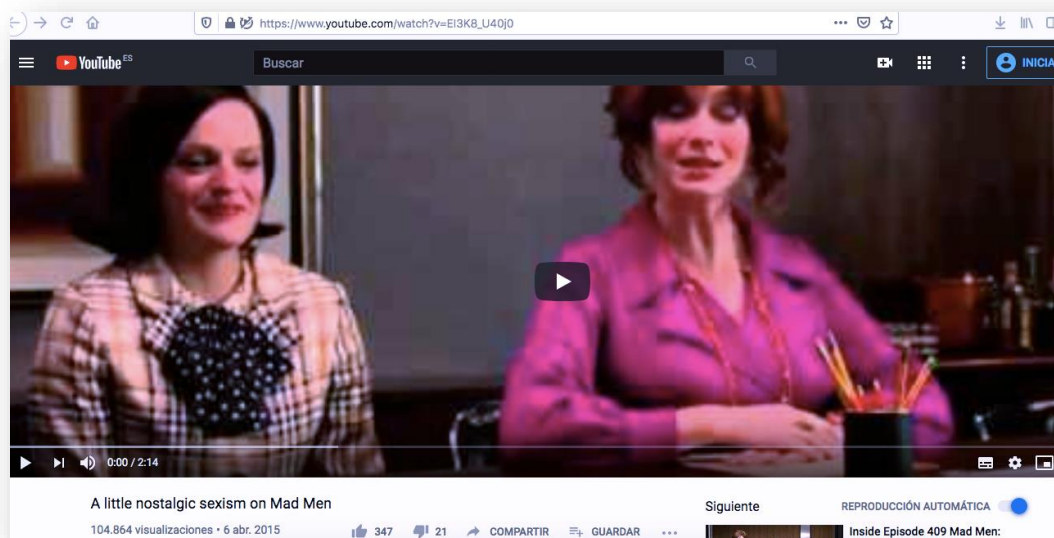 https://www.youtube.com/watch?v=EI3K8_U40j0
YouTube ES
Buscar
INICIA
0:00 / 2:14
A little nostalgic sexism on Mad Men
104.864 visualizaciones • 6 abr. 2015
347
21
COMPARTIR
GUARDAR
Siguiente
REPRODUCCIÓN AUTOMÁTICA
Inside Episode 409 Mad Men: